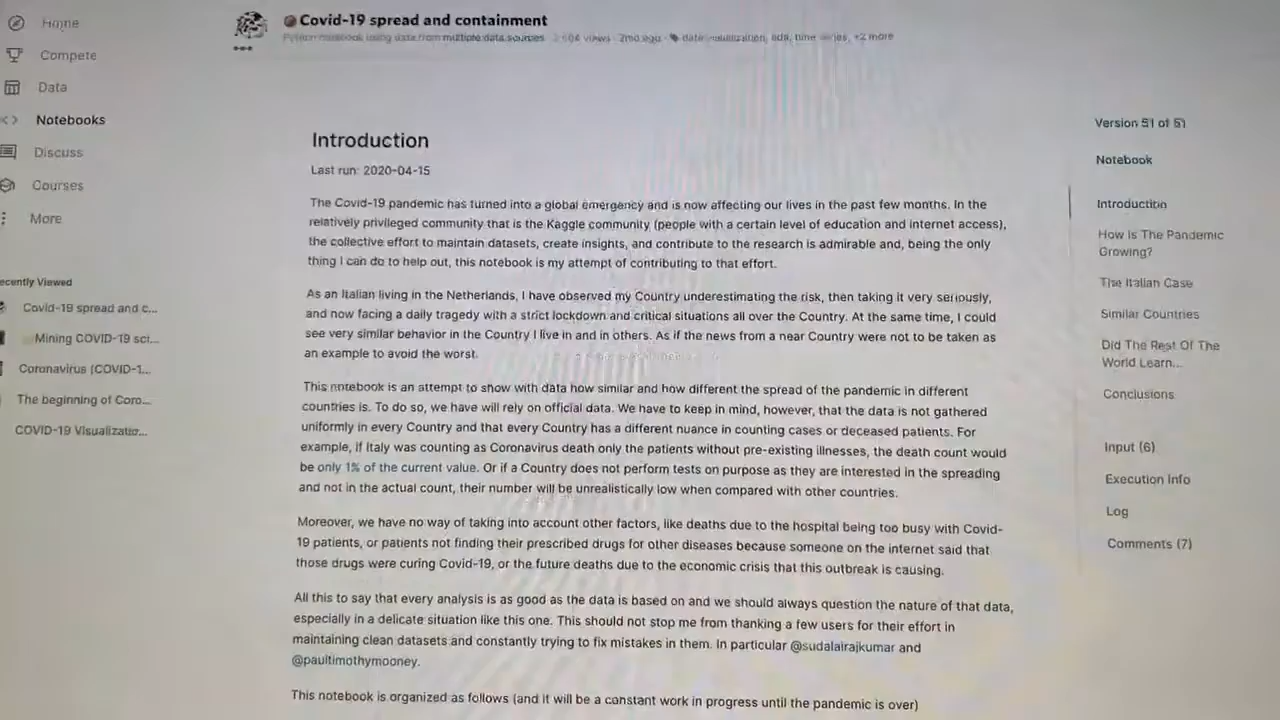 Home
Compete
Data
Notebooks
Discuss
Courses
More
ecently Viewed
Covid-19 spread and c...
Mining COVID-19 sci...
Coronavirus (COVID-1...
The beginning of Coro...
COVID-19 Visualizatio...
Covid-19 spread and containment
Python notebook using data from multiple data sources · views · 2mo ago · data visualization, eda, time series, +2 more
Introduction
Last run: 2020-04-15
The Covid-19 pandemic has turned into a global emergency and is now affecting our lives in the past few months. In the
relatively privileged community that is the Kaggle community (people with a certain level of education and internet access),
the collective effort to maintain datasets, create insights, and contribute to the research is admirable and, being the only
thing I can do to help out, this notebook is my attempt of contributing to that effort.
As an Italian living in the Netherlands, I have observed my Country underestimating the risk, then taking it very seriously,
and now facing a daily tragedy with a strict lockdown and critical situations all over the Country. At the same time, I could
see very similar behavior in the Country I live in and in others. As if the news from a near Country were not to be taken as
an example to avoid the worst.
This notebook is an attempt to show with data how similar and how different the spread of the pandemic in different
countries is. To do so, we have will rely on official data. We have to keep in mind, however, that the data is not gathered
uniformly in every Country and that every Country has a different nuance in counting cases or deceased patients. For
example, if Italy was counting as Coronavirus death only the patients without pre-existing illnesses, the death count would
be only 1% of the current value. Or if a Country does not perform tests on purpose as they are interested in the spreading
and not in the actual count, their number will be unrealistically low when compared with other countries.
Moreover, we have no way of taking into account other factors, like deaths due to the hospital being too busy with Covid-
19 patients, or patients not finding their prescribed drugs for other diseases because someone on the internet said that
those drugs were curing Covid-19, or the future deaths due to the economic crisis that this outbreak is causing.
All this to say that every analysis is as good as the data is based on and we should always question the nature of that data,
especially in a delicate situation like this one. This should not stop me from thanking a few users for their effort in
maintaining clean datasets and constantly trying to fix mistakes in them. In particular @sudalairajkumar and
@paultimothymooney.
This notebook is organized as follows (and it will be a constant work in progress until the pandemic is over)
Version 51 of 51
Notebook
Introduction
How Is The Pandemic
Growing?
The Italian Case
Similar Countries
Did The Rest Of The
World Learn...
Conclusions
Input (6)
Execution Info
Log
Comments (7)